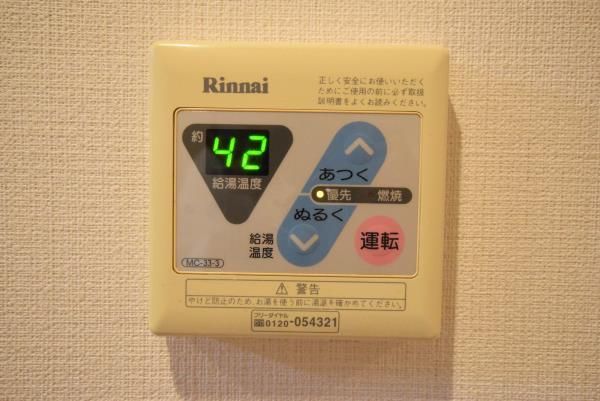 Rinnai
正しく安全にお使いいただく
ためにご使用の前に必ず取扱
説明書をよくお読みください。
約 42
給湯温度
あつく
優先 燃焼
ぬるく
給湯
温度
運転
MC-33-3
⚠ 警告
やけど防止のため、お湯を使う前に湯温を確かめてください。
フリーダイヤル
0120-054321